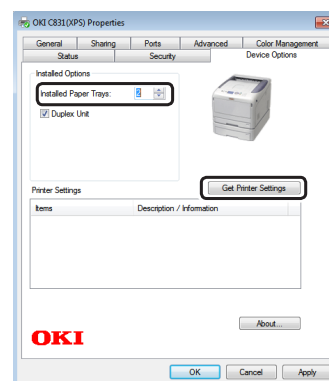 OKI C831(XPS) Properties
General Sharing Ports Advanced Color Management
Status Security Device Options
Installed Options
Installed Paper Trays: 2
Duplex Unit
Get Printer Settings
Printer Settings
Items Description / Information
About...
OKI
OK Cancel Apply